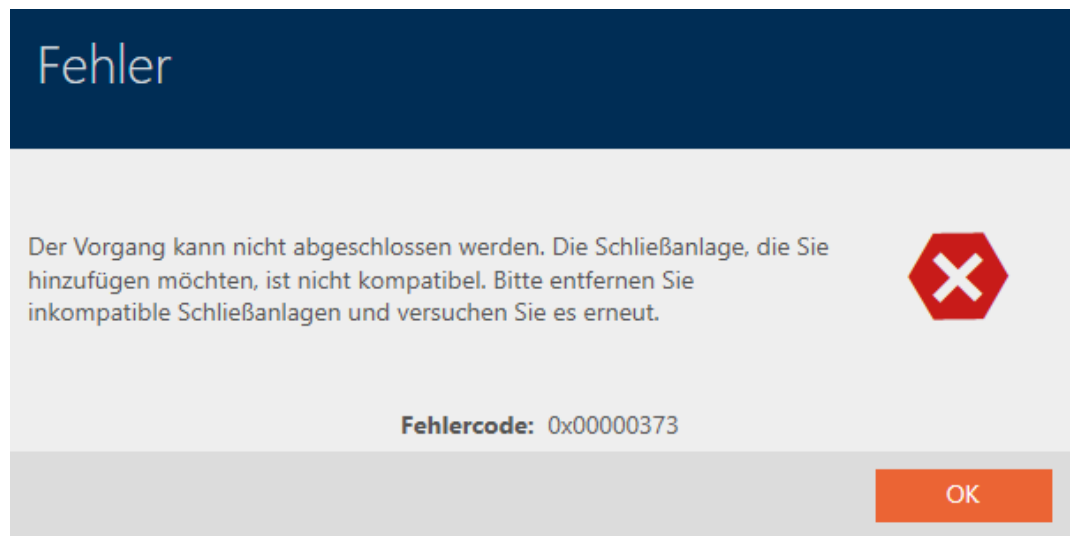 Fehler
Der Vorgang kann nicht abgeschlossen werden. Die Schließanlage, die Sie
hinzufügen möchten, ist nicht kompatibel. Bitte entfernen Sie
inkompatible Schließanlagen und versuchen Sie es erneut.
Fehlercode: 0x00000373
OK